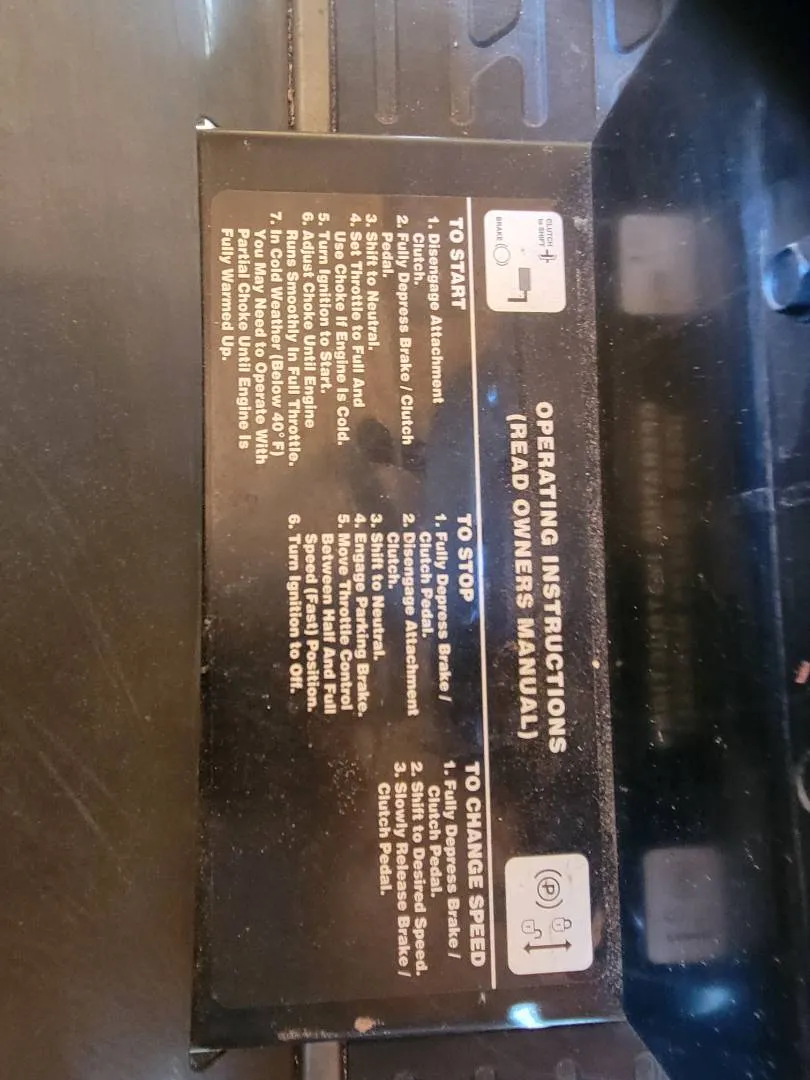 OPERATING INSTRUCTIONS
(READ OWNERS MANUAL)
CLUTCH
to SHIFT
BRAKE
P
TO START
1. Disengage Attachment
Clutch.
2. Fully Depress Brake / Clutch
Pedal.
3. Shift to Neutral.
4. Set Throttle to Full And
Use Choke If Engine Is Cold.
5. Turn Ignition to Start.
6. Adjust Choke Until Engine
Runs Smoothly In Full Throttle.
7. In Cold Weather (Below 40°F)
You May Need to Operate With
Partial Choke Until Engine Is
Fully Warmed Up.
TO STOP
1. Fully Depress Brake /
Clutch Pedal.
2. Disengage Attachment
Clutch.
3. Shift to Neutral.
4. Engage Parking Brake.
5. Move Throttle Control
Between Half And Full
Speed (Fast) Position.
6. Turn Ignition to Off.
TO CHANGE SPEED
1. Fully Depress Brake /
Clutch Pedal.
2. Shift to Desired Speed.
3. Slowly Release Brake /
Clutch Pedal.